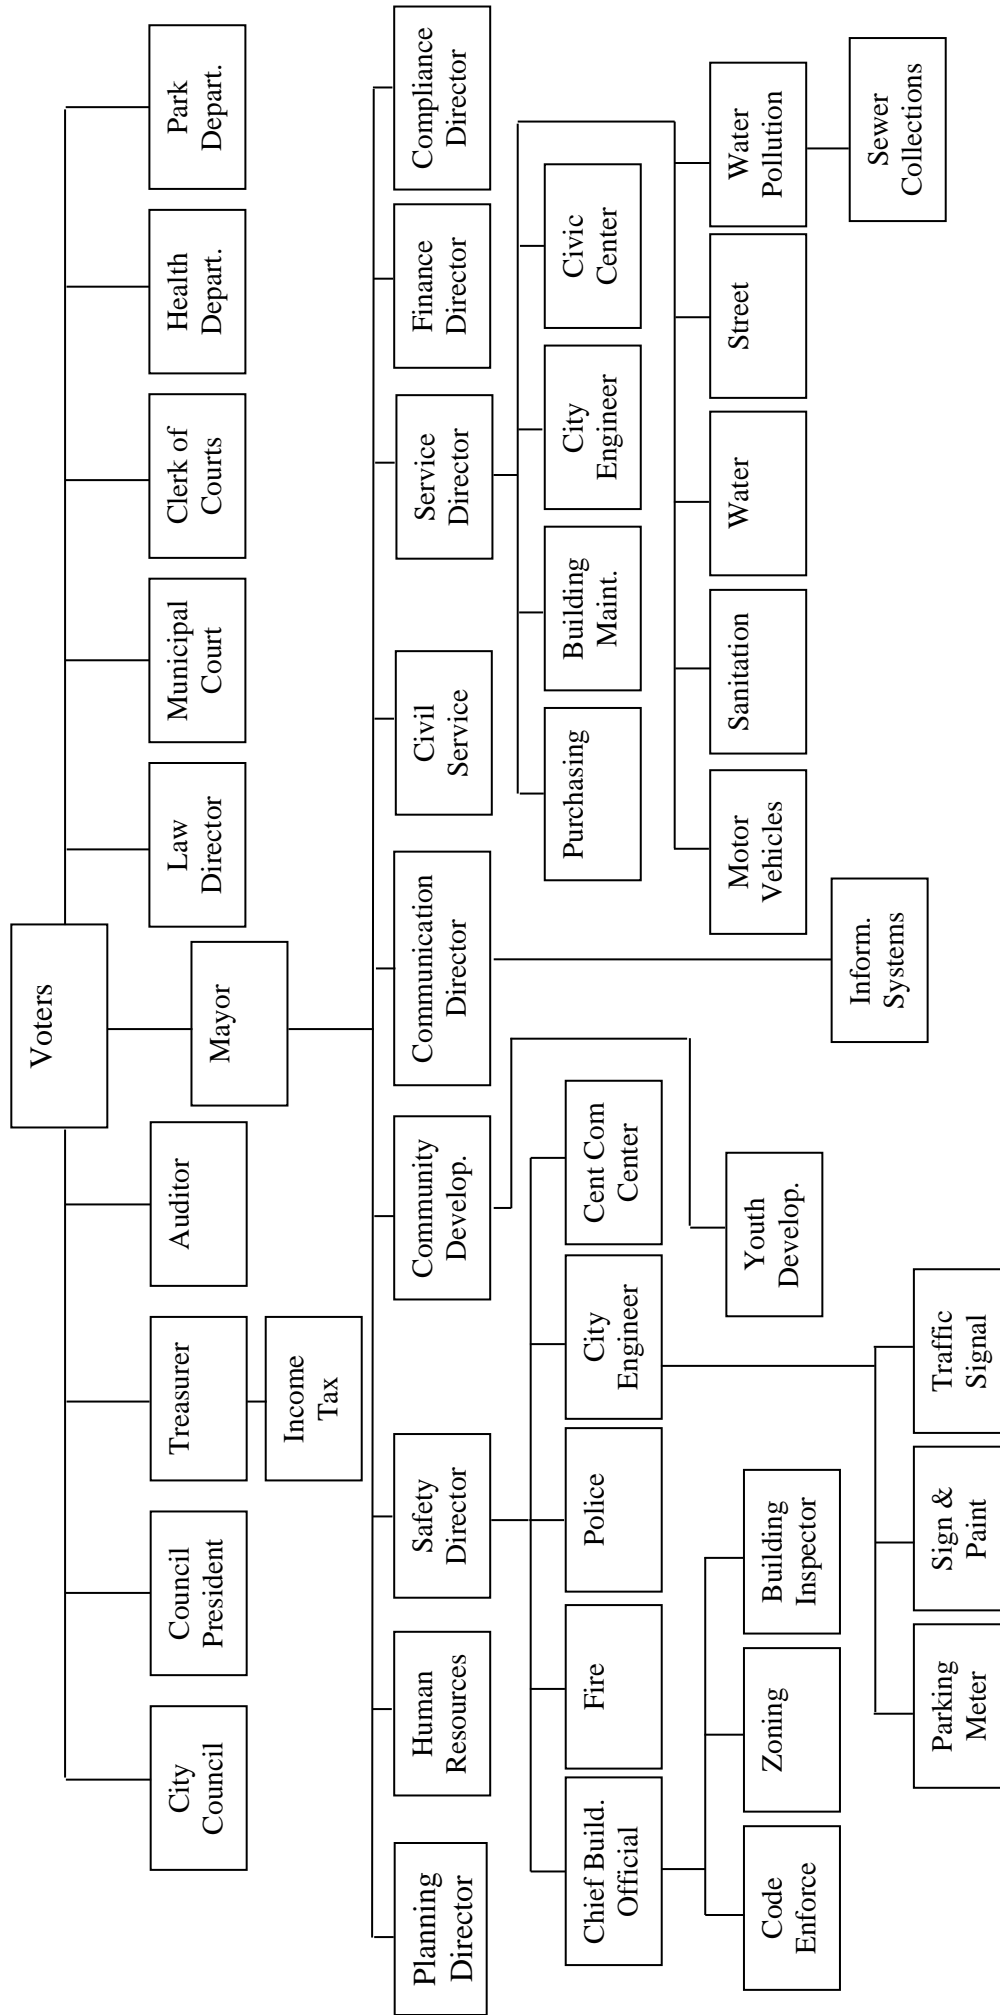 Voters
City
Council
Council
President
Treasurer
Auditor
Law
Director
Municipal
Court
Clerk of
Courts
Health
Depart.
Park
Depart.
Mayor
Income
Tax
Planning
Director
Human
Resources
Safety
Director
Community
Develop.
Communication
Director
Civil
Service
Service
Director
Finance
Director
Compliance
Director
Chief Build.
Official
Fire
Police
City
Engineer
Cent Com
Center
Purchasing
Building
Maint.
City
Engineer
Civic
Center
Code
Enforce
Zoning
Building
Inspector
Youth
Develop.
Motor
Vehicles
Sanitation
Water
Street
Water
Pollution
Inform.
Systems
Sewer
Collections
Parking
Meter
Sign &
Paint
Traffic
Signal